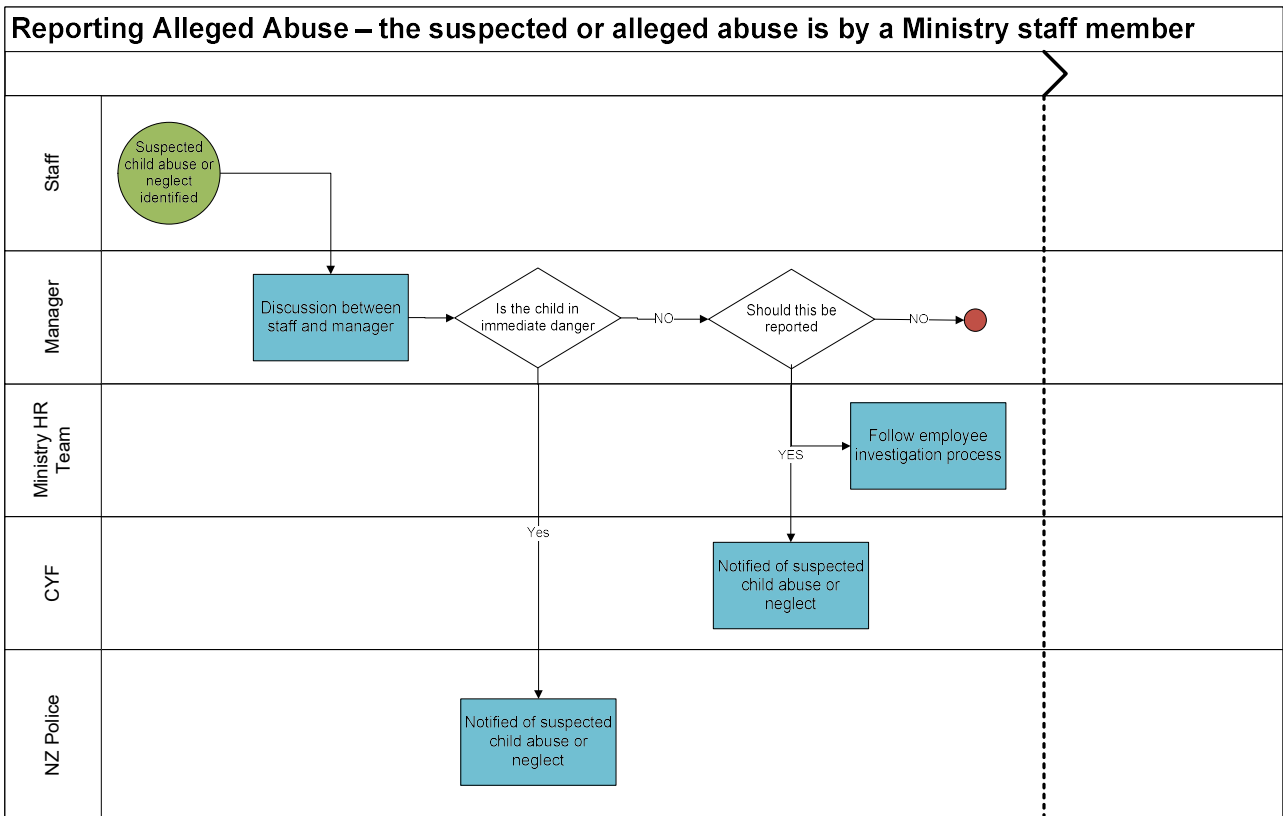 Reporting Alleged Abuse – the suspected or alleged abuse is by a Ministry staff member
Staff
Suspected
child abuse or
neglect
identified
Manager
Discussion between
staff and manager
Is the child in
immediate danger
NO
Should this be
reported
NO
Ministry HR
Team
YES
Follow employee
investigation process
CYF
Yes
Notified of suspected
child abuse or
neglect
NZ Police
Notified of suspected
child abuse or
neglect